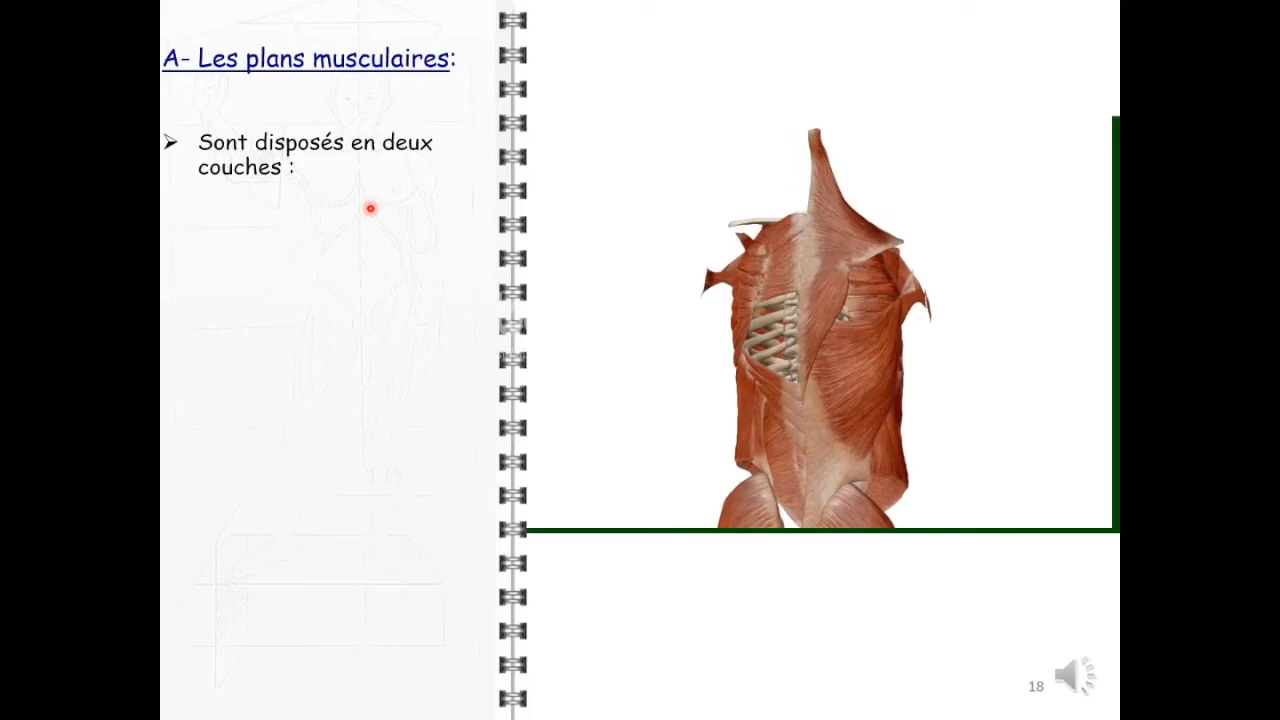 A- Les plans musculaires:
➢ Sont disposés en deux
couches :
18